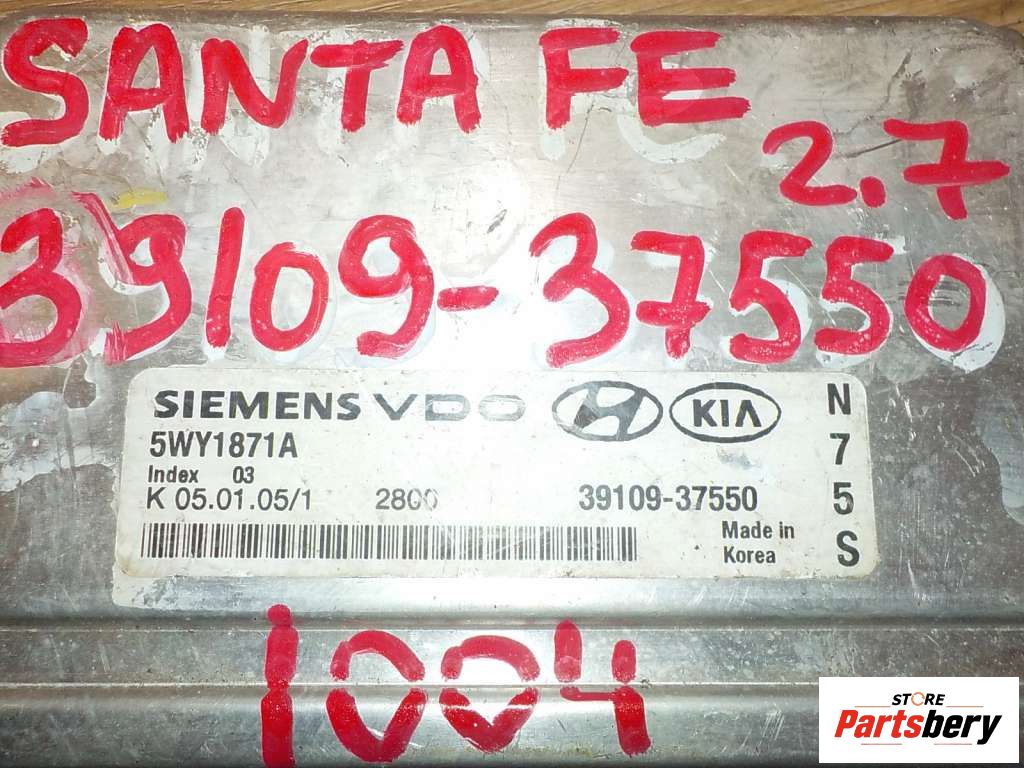 SANTA FE
2.7
39109-37550
SIEMENS VDO KIA
5WY1871A
Index 03
K 05.01.05/1 2800 39109-37550
Made in
Korea
N
7
5
S
1004
STORE
Partsbery